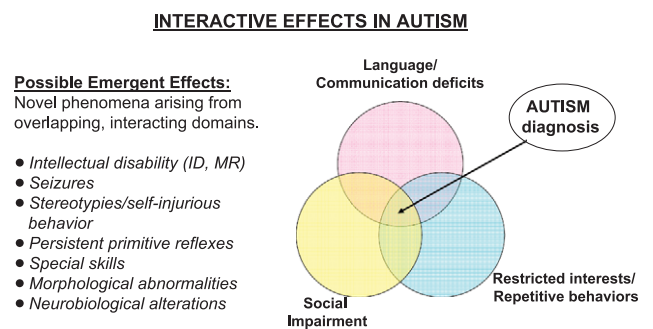 INTERACTIVE EFFECTS IN AUTISM
Possible Emergent Effects:
Novel phenomena arising from
overlapping, interacting domains.
● Intellectual disability (ID, MR)
● Seizures
● Stereotypies/self-injurious
behavior
● Persistent primitive reflexes
● Special skills
● Morphological abnormalities
● Neurobiological alterations
Language/
Communication deficits
AUTISM
diagnosis
Restricted interests/
Repetitive behaviors
Social
Impairment